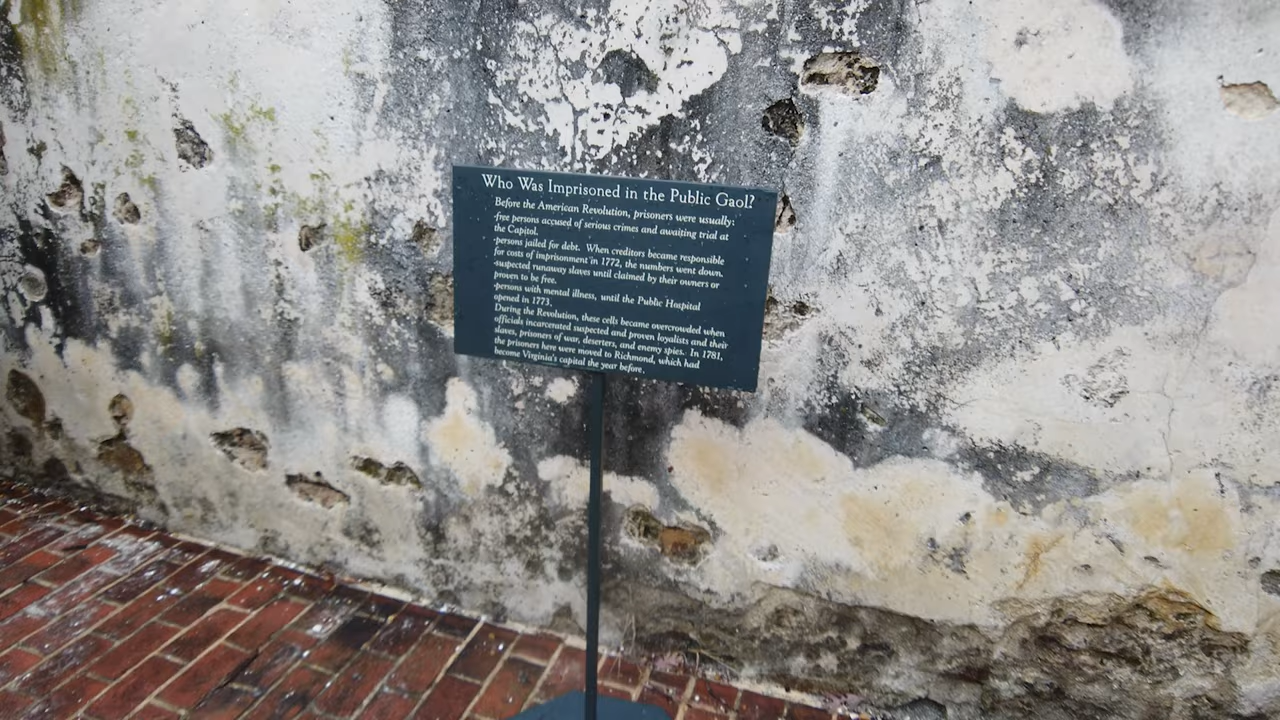 Who Was Imprisoned in the Public Gaol?
Before the American Revolution, prisoners were usually:
-free persons accused of serious crimes and awaiting trial at
the Capitol.
-persons jailed for debt. When creditors became responsible
for costs of imprisonment in 1772, the numbers went down.
-suspected runaway slaves until claimed by their owners or
proven to be free.
-persons with mental illness, until the Public Hospital
opened in 1773.
During the Revolution, these cells became overcrowded when
officials incarcerated suspected and proven loyalists and their
slaves, prisoners of war, deserters, and enemy spies. In 1781,
the prisoners here were moved to Richmond, which had
become Virginia's capital the year before.